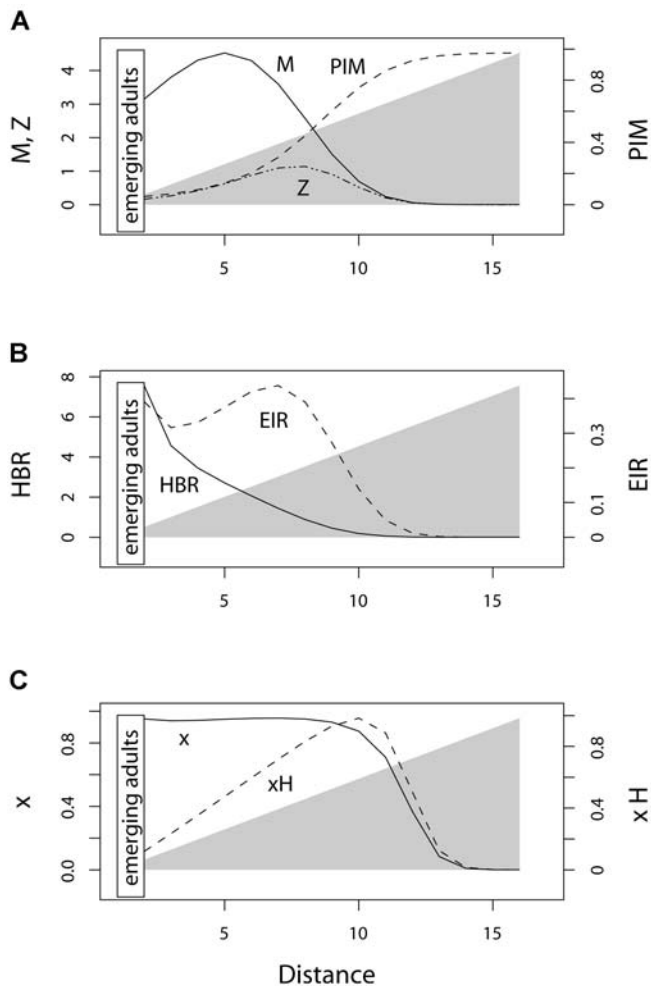 A
M, Z
4
3
2
1
0
emerging adults
M
PIM
Z
0.8
0.4
0
PIM
5
10
15
B
HBR
8
6
4
2
0
emerging adults
HBR
EIR
0.3
0.1
0
EIR
5
10
15
C
x
0.8
0.4
0.0
emerging adults
x
xH
0.8
0.4
0
x H
5
10
15
Distance